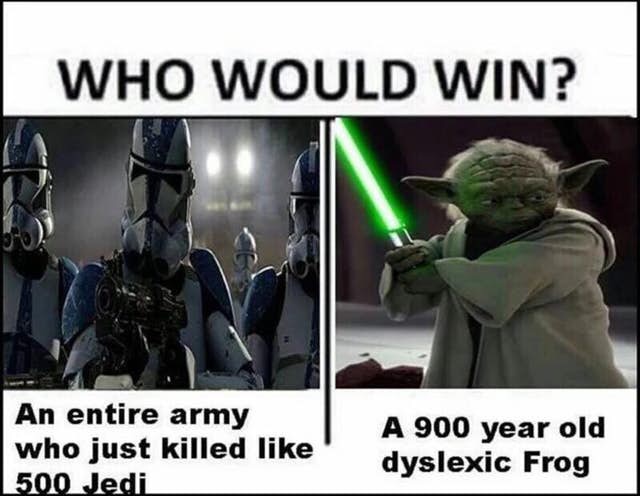 WHO WOULD WIN?
An entire army
who just killed like
500 Jedi
A 900 year old
dyslexic Frog